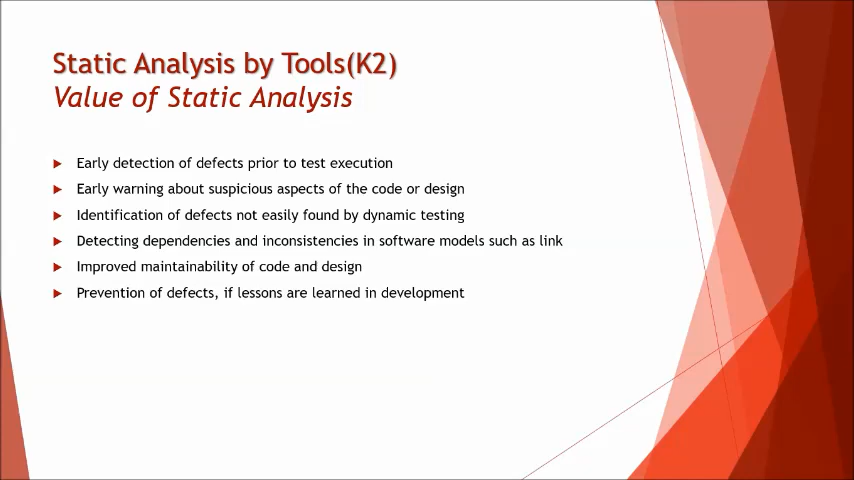 Static Analysis by Tools(K2)
Value of Static Analysis
Early detection of defects prior to test execution
Early warning about suspicious aspects of the code or design
Identification of defects not easily found by dynamic testing
Detecting dependencies and inconsistencies in software models such as link
Improved maintainability of code and design
Prevention of defects, if lessons are learned in development